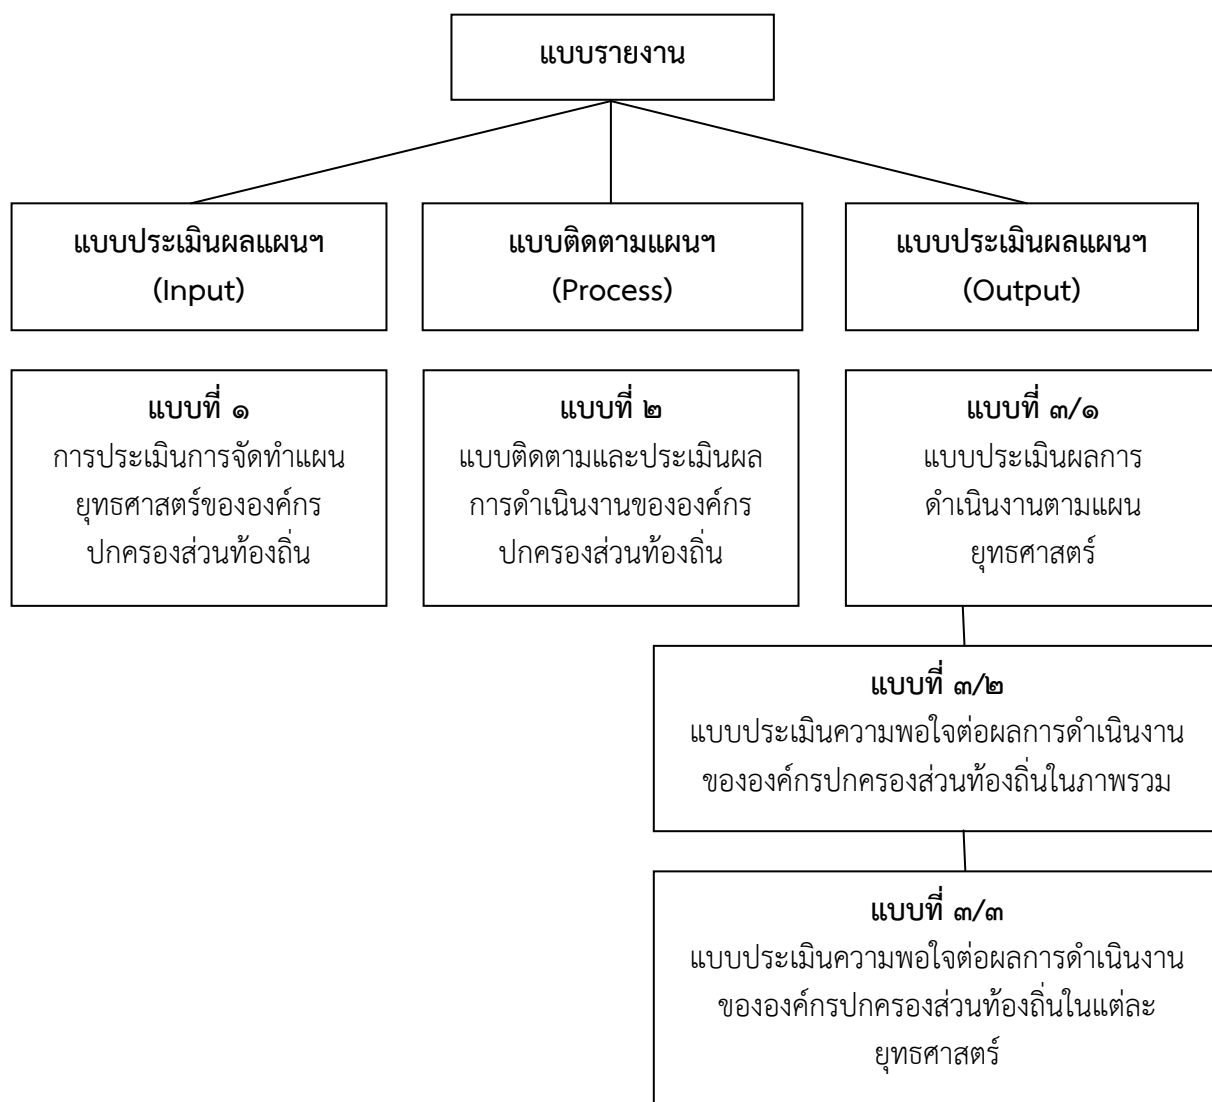 แบบรายงาน
แบบประเมินผลแผนฯ
(Input)
แบบติดตามแผนฯ
(Process)
แบบประเมินผลแผนฯ
(Output)
แบบที่ ๑
การประเมินการจัดทำแผน
ยุทธศาสตร์ขององค์กร
ปกครองส่วนท้องถิ่น
แบบที่ ๒
แบบติดตามและประเมินผล
การดำเนินงานขององค์กร
ปกครองส่วนท้องถิ่น
แบบที่ ๓/๑
แบบประเมินผลการ
ดำเนินงานตามแผน
ยุทธศาสตร์
แบบที่ ๓/๒
แบบประเมินความพอใจต่อผลการดำเนินงาน
ขององค์กรปกครองส่วนท้องถิ่นในภาพรวม
แบบที่ ๓/๓
แบบประเมินความพอใจต่อผลการดำเนินงาน
ขององค์กรปกครองส่วนท้องถิ่นในแต่ละ
ยุทธศาสตร์